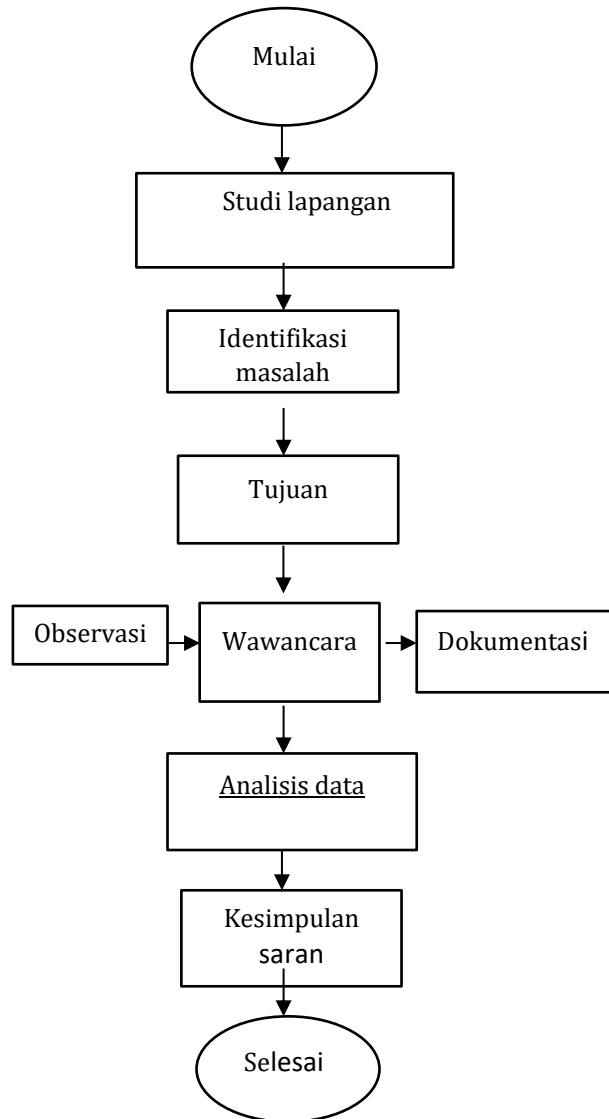 Mulai
Studi lapangan
Identifikasi
masalah
Tujuan
Observasi
Wawancara
Dokumentasi
Analisis data
Kesimpulan
saran
Selesai